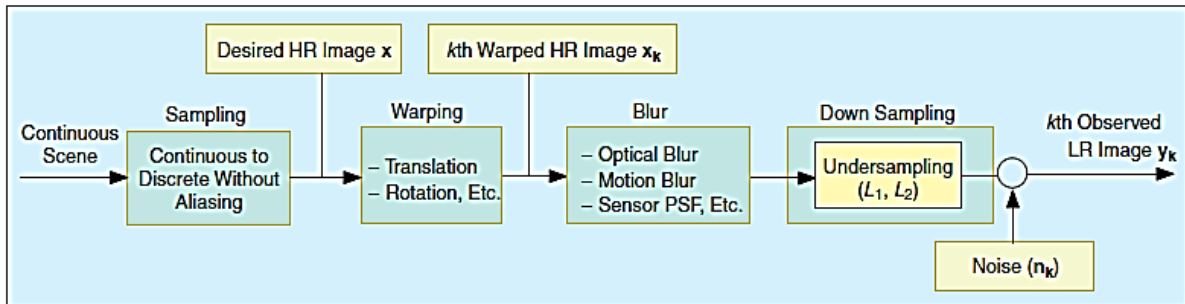 Desired HR Image x
kth Warped HR Image xk
Sampling
Warping
Blur
Down Sampling
Continuous
Scene
Continuous to
Discrete Without
Aliasing
– Translation
– Rotation, Etc.
– Optical Blur
– Motion Blur
– Sensor PSF, Etc.
Undersampling
(L1, L2)
kth Observed
LR Image yk
Noise (nk)